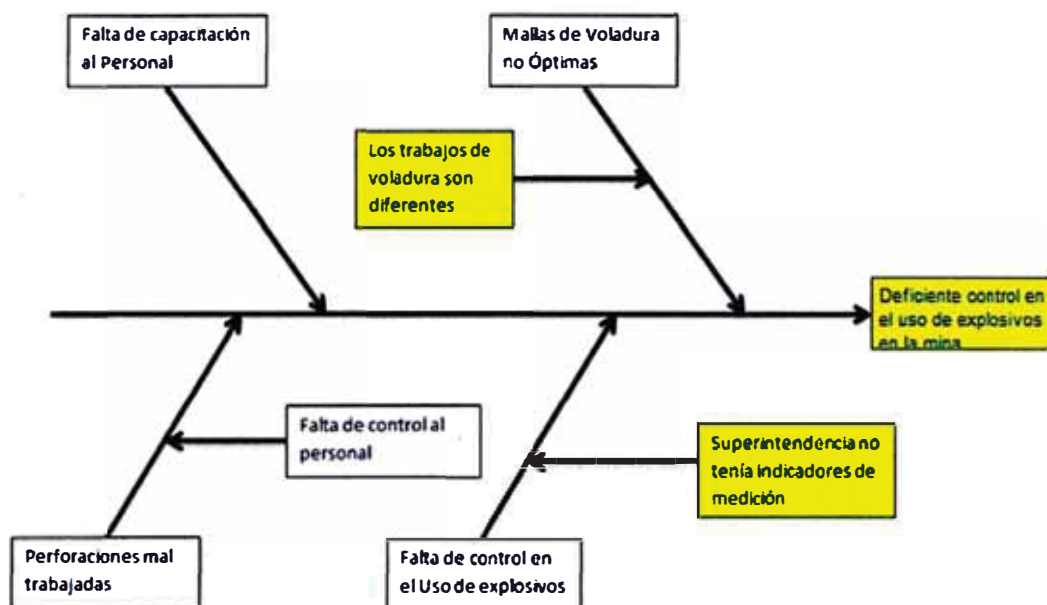 Falta de capacitación
al Personal
Mallas de Voladura
no Óptimas
Los trabajos de
voladura son
diferentes
Deficiente control en
el uso de explosivos
en la mina
Falta de control al
personal
Superintendencia no
tenía indicadores de
medición
Perforaciones mal
trabajadas
Falta de control en
el Uso de explosivos